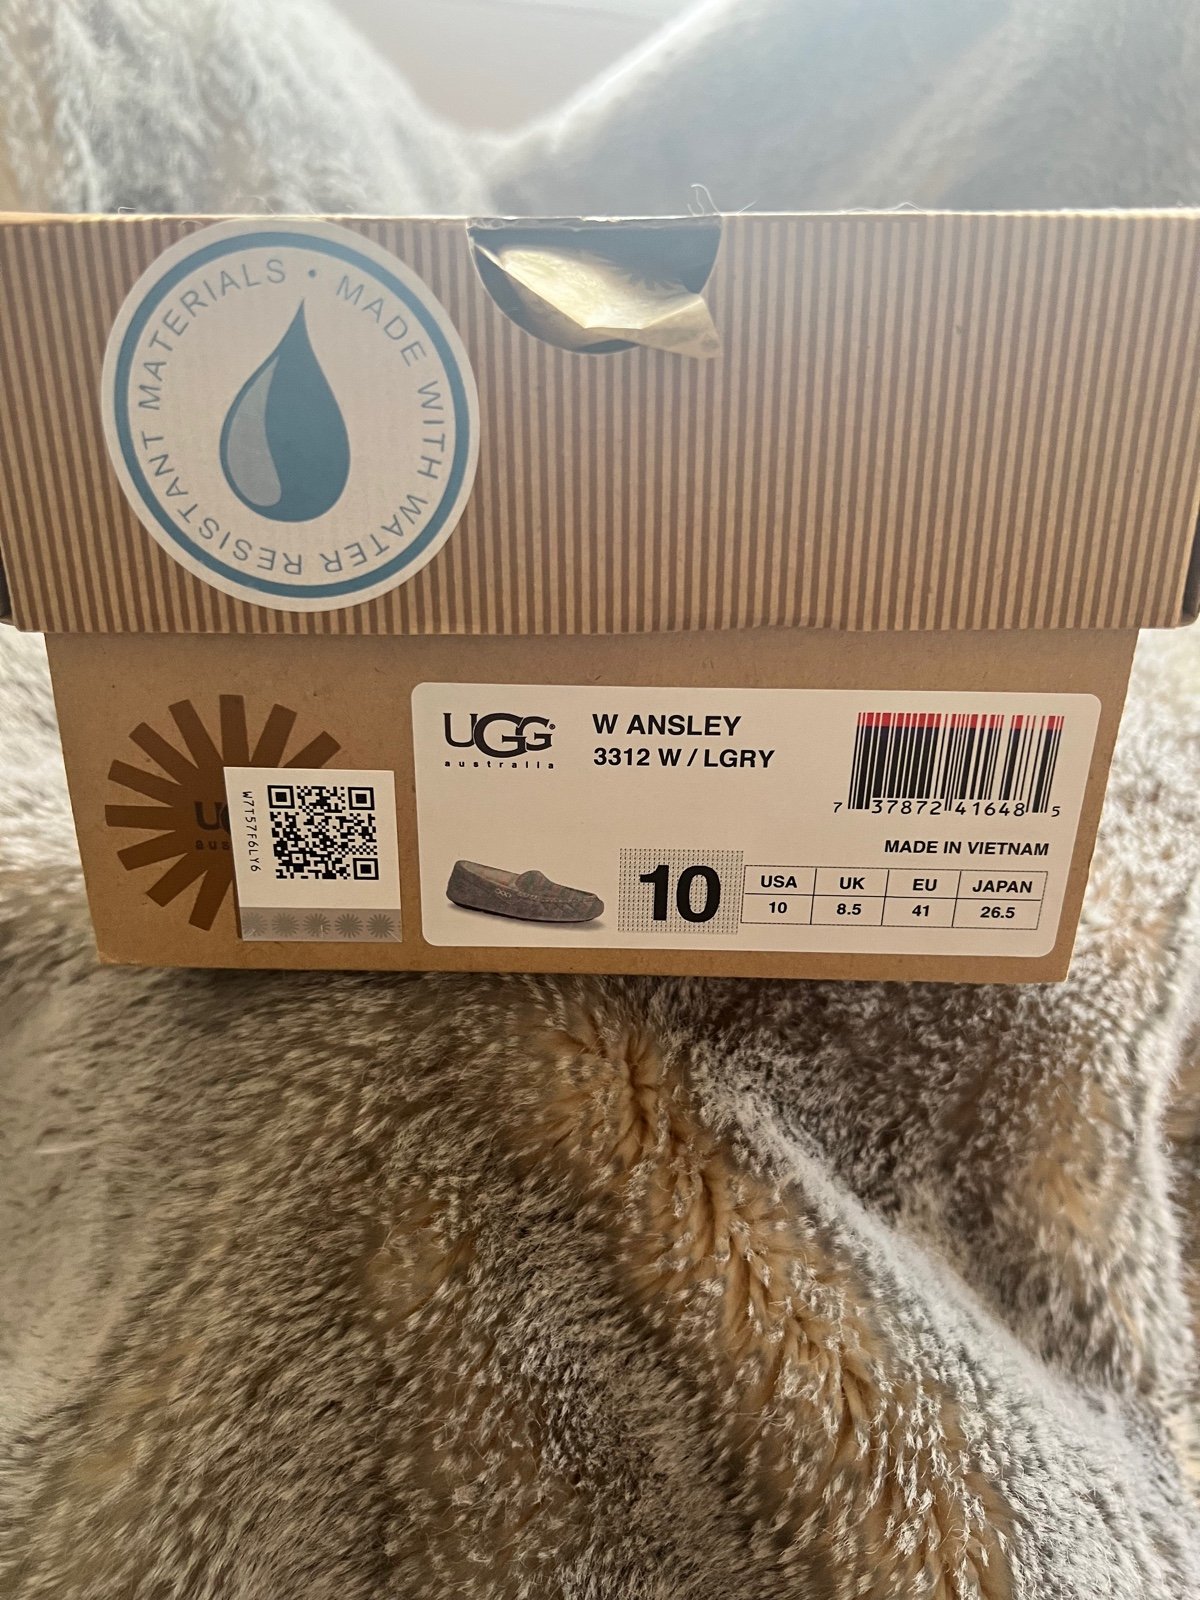 MADE WITH WATER RESISTANT MATERIALS •
UGG®
australia
W ANSLEY
3312 W / LGRY
7 37872 41648 5
MADE IN VIETNAM
W7T57F6LY6
10
USA UK EU JAPAN
10 8.5 41 26.5